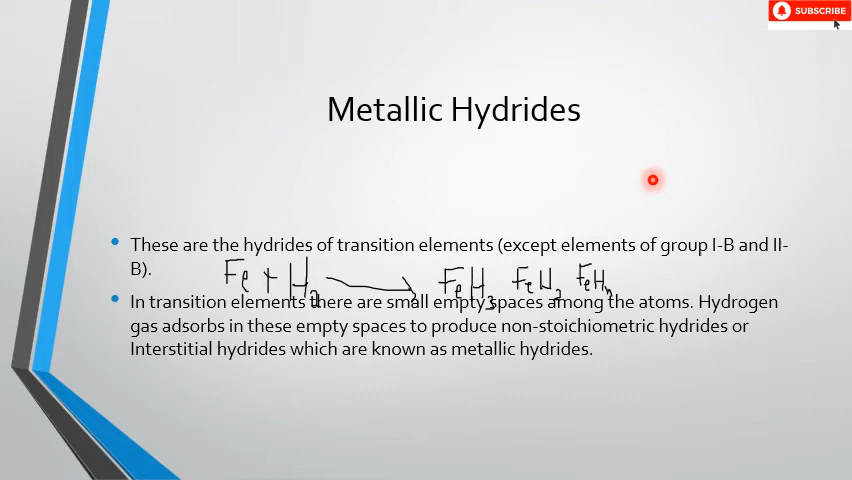 SUBSCRIBE
Metallic Hydrides
• These are the hydrides of transition elements (except elements of group I-B and II-
B).
Fe + H2 → FeH3 FeH2 FeHn
• In transition elements there are small empty spaces among the atoms. Hydrogen
gas adsorbs in these empty spaces to produce non-stoichiometric hydrides or
Interstitial hydrides which are known as metallic hydrides.